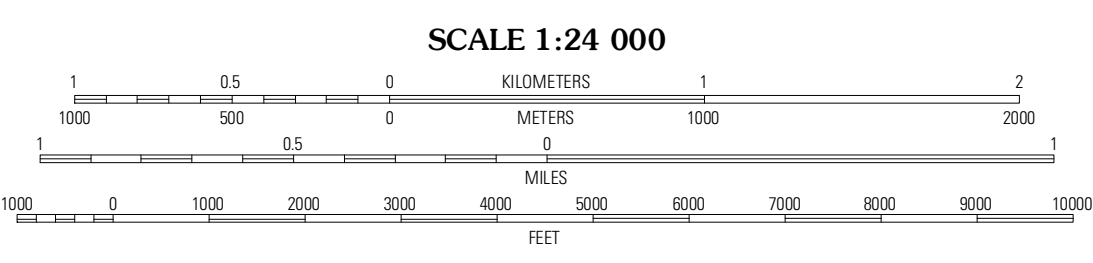 SCALE 1:24 000
1 0.5 0 KILOMETERS 1 2
1000 500 0 METERS 1000 2000
1 0.5 0 1
MILES
1000 0 1000 2000 3000 4000 5000 6000 7000 8000 9000 10000
FEET